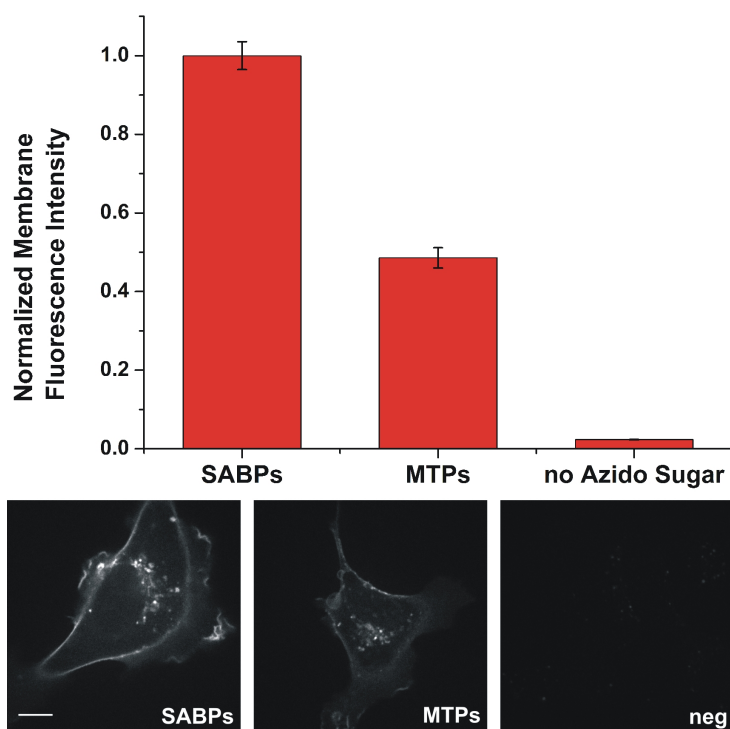 Normalized Membrane
Fluorescence Intensity
1.0
0.8
0.6
0.4
0.2
0.0
SABPs
MTPs
no Azido Sugar
SABPs
MTPs
neg